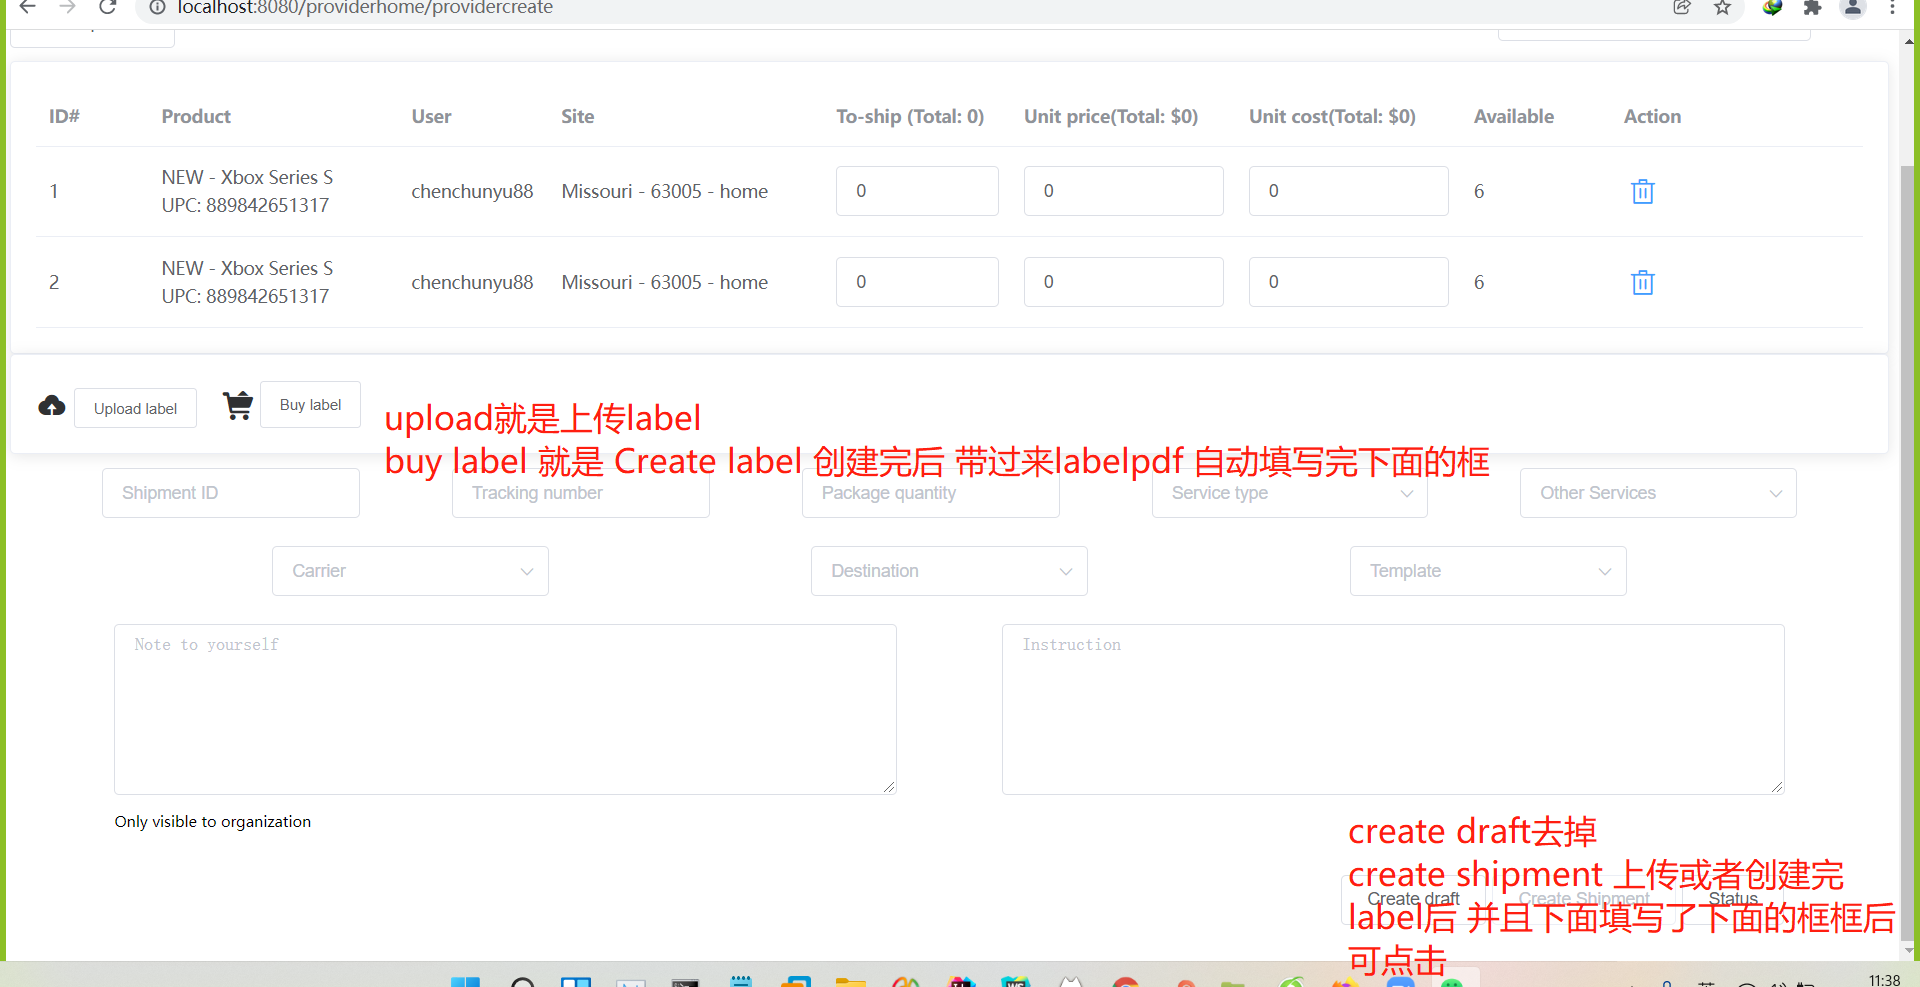 localhost:8080/providerhome/providercreate
ID# Product User Site To-ship (Total: 0) Unit price(Total: $0) Unit cost(Total: $0) Available Action
1 NEW - Xbox Series S chenchunyu88 Missouri - 63005 - home 0 0 0 6
UPC: 889842651317
2 NEW - Xbox Series S chenchunyu88 Missouri - 63005 - home 0 0 0 6
UPC: 889842651317
Upload label Buy label
upload就是上传label
buy label 就是 Create label 创建完后 带过来labelpdf 自动填写完下面的框
Shipment ID Tracking number Package quantity Service type Other Services
Carrier Destination Template
Note to yourself Instruction
Only visible to organization
create draft去掉
create shipment 上传或者创建完
Create draft Create Shipment Status
label后 并且下面填写了下面的框框后
可点击
11:38